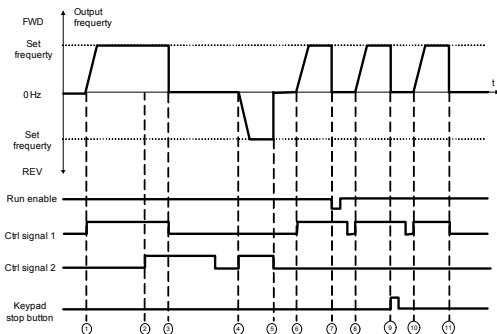 FWD
Output
frequerty
Set
frequerty
0 Hz
t
Set
frequerty
REV
Run enable
Ctrl signal 1
Ctrl signal 2
Keypad
stop button
1 2 3 4 5 6 7 8 9 10 11